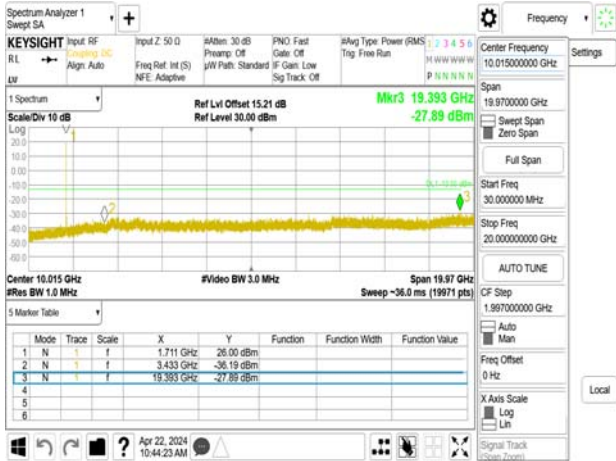 Spectrum Analyzer 1
Swept SA
Frequency
Settings
KEYSIGHT
Input: RF
Coupling: DC
Align: Auto
Input Z: 50 Ω
Freq Ref: Int (S)
NFE: Adaptive
#Atten: 30 dB
Preamp: Off
µW Path: Standard
PNO: Fast
Gate: Off
IF Gain: Low
Sig Track: Off
#Avg Type: Power (RMS)
Trig: Free Run
1 2 3 4 5 6
M W W W W W
P N N N N N
RL
1 Spectrum
Scale/Div 10 dB
Ref Lvl Offset 15.21 dB
Ref Level 30.00 dBm
Mkr3 19.393 GHz
-27.89 dBm
Log
20.0
10.0
0.00
-10.0
-20.0
-30.0
-40.0
-50.0
-60.0
1
2
3
Center 10.015 GHz
#Res BW 1.0 MHz
#Video BW 3.0 MHz
Span 19.97 GHz
Sweep ~36.0 ms (19971 pts)
5 Marker Table
Mode Trace Scale X Y Function Function Width Function Value
1 N 1 f 1.711 GHz 26.00 dBm
2 N 1 f 3.433 GHz -36.19 dBm
3 N 1 f 19.393 GHz -27.89 dBm
4
5
6
Apr 22, 2024
10:44:23 AM
Center Frequency
10.015000000 GHz
Span
19.9700000 GHz
Swept Span
Zero Span
Full Span
Start Freq
30.000000 MHz
Stop Freq
20.000000000 GHz
AUTO TUNE
CF Step
1.997000000 GHz
Auto
Man
Freq Offset
0 Hz
X Axis Scale
Log
Lin
Signal Track
(Span Zoom)
Local